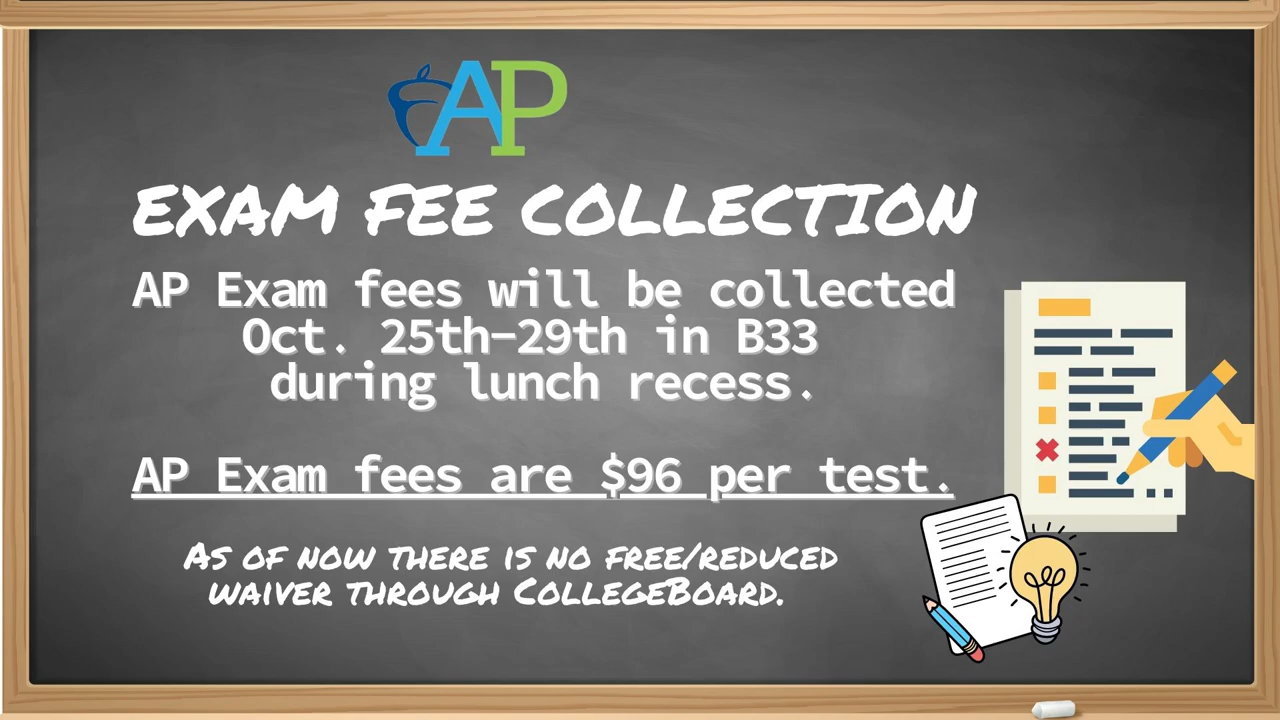 AP
EXAM FEE COLLECTION
AP Exam fees will be collected
Oct. 25th-29th in B33
during lunch recess.
AP Exam fees are $96 per test.
As of now there is no free/reduced
waiver through CollegeBoard.